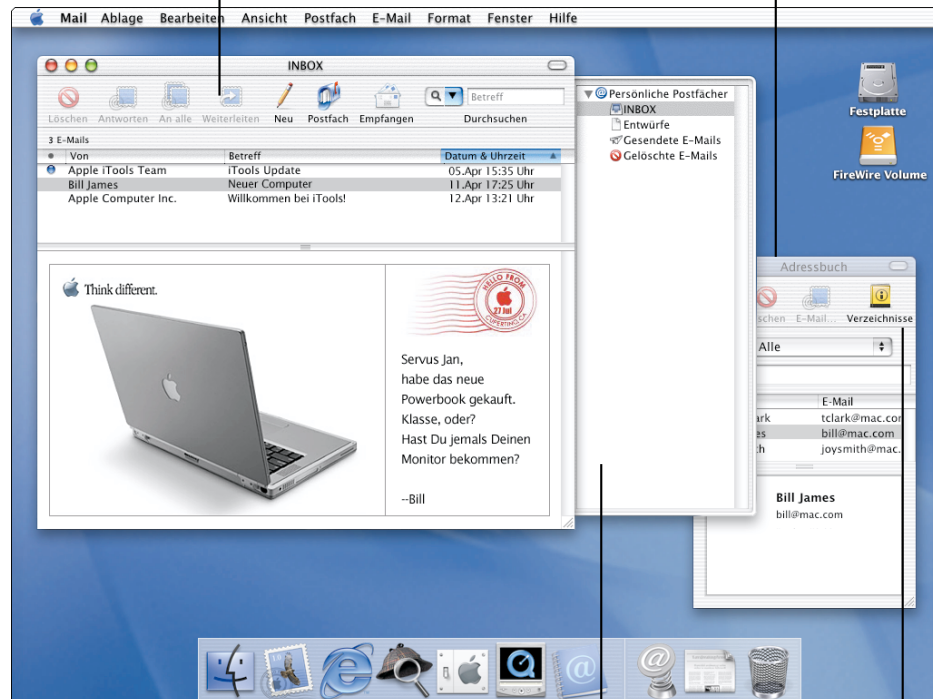 Mail Ablage Bearbeiten Ansicht Postfach E-Mail Format Fenster Hilfe
INBOX
Löschen Antworten An alle Weiterleiten Neu Postfach Empfangen Durchsuchen
Betreff
3 E-Mails
Von Betreff Datum & Uhrzeit
Apple iTools Team iTools Update 05.Apr 15:35 Uhr
Bill James Neuer Computer 11.Apr 17:25 Uhr
Apple Computer Inc. Willkommen bei iTools! 12.Apr 13:21 Uhr
Think different.
HELLO FROM
27 Jul
CUPERTINO, CA
Servus Jan,
habe das neue
Powerbook gekauft.
Klasse, oder?
Hast Du jemals Deinen
Monitor bekommen?
--Bill
@ Persönliche Postfächer
INBOX
Entwürfe
Gesendete E-Mails
Gelöschte E-Mails
Festplatte
FireWire Volume
Adressbuch
schen E-Mail... Verzeichnisse
Alle
E-Mail
ark tclark@mac.cor
es bill@mac.com
th joysmith@mac.
Bill James
bill@mac.com
@ @